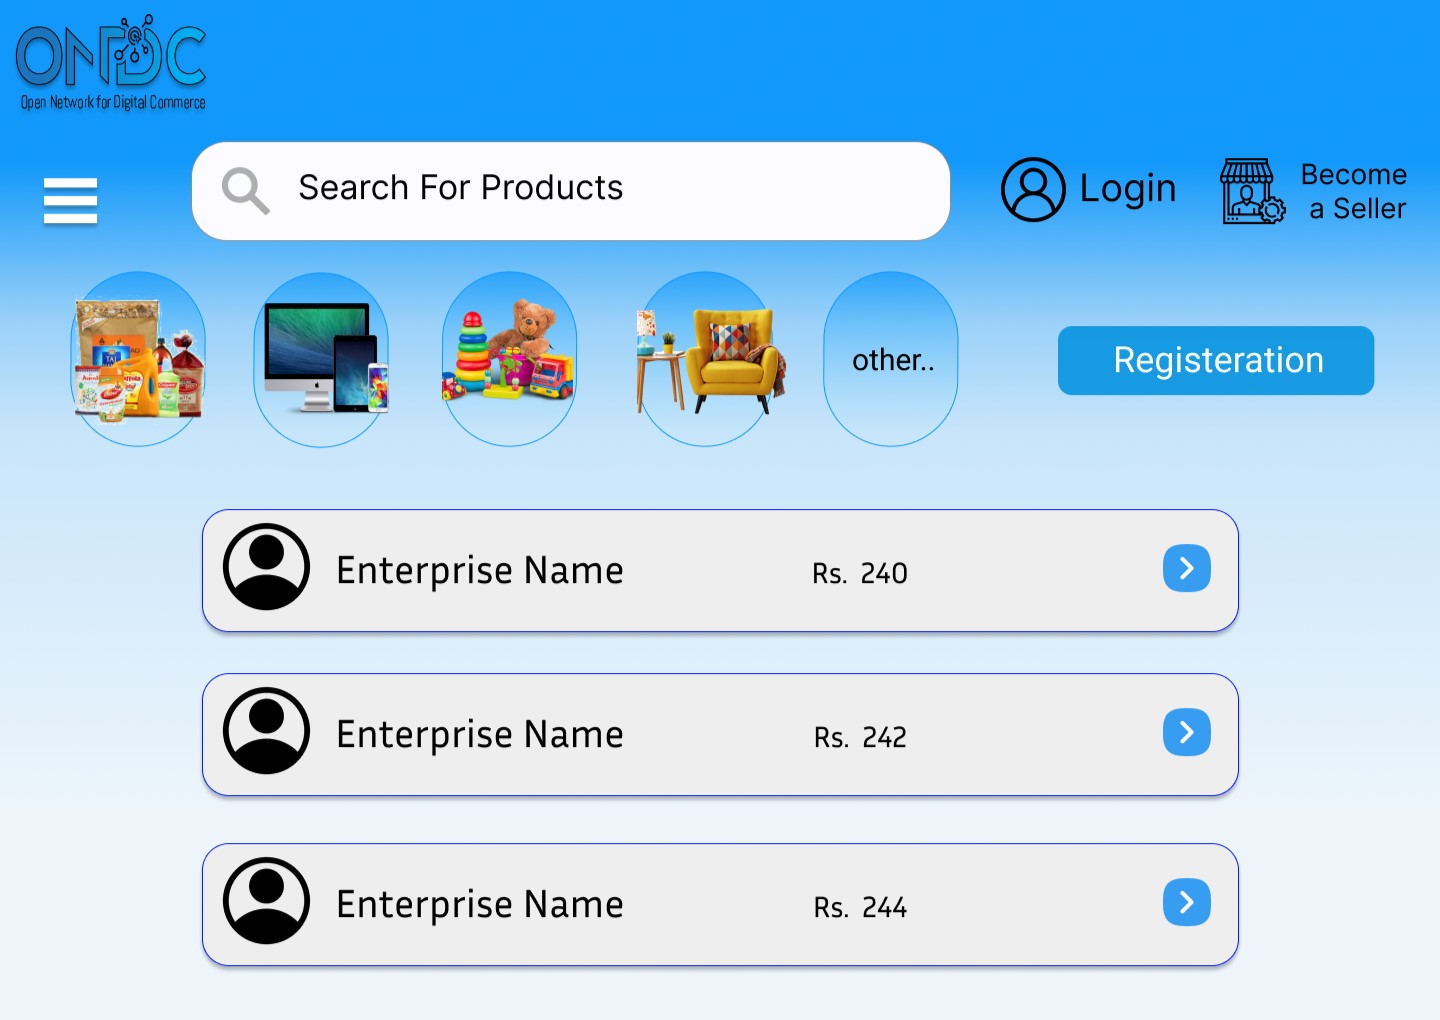 ONDC
Open Network for Digital Commerce
Search For Products
Login
Become
a Seller
TAJ
other..
Registeration
Enterprise Name
Rs. 240
Enterprise Name
Rs. 242
Enterprise Name
Rs. 244